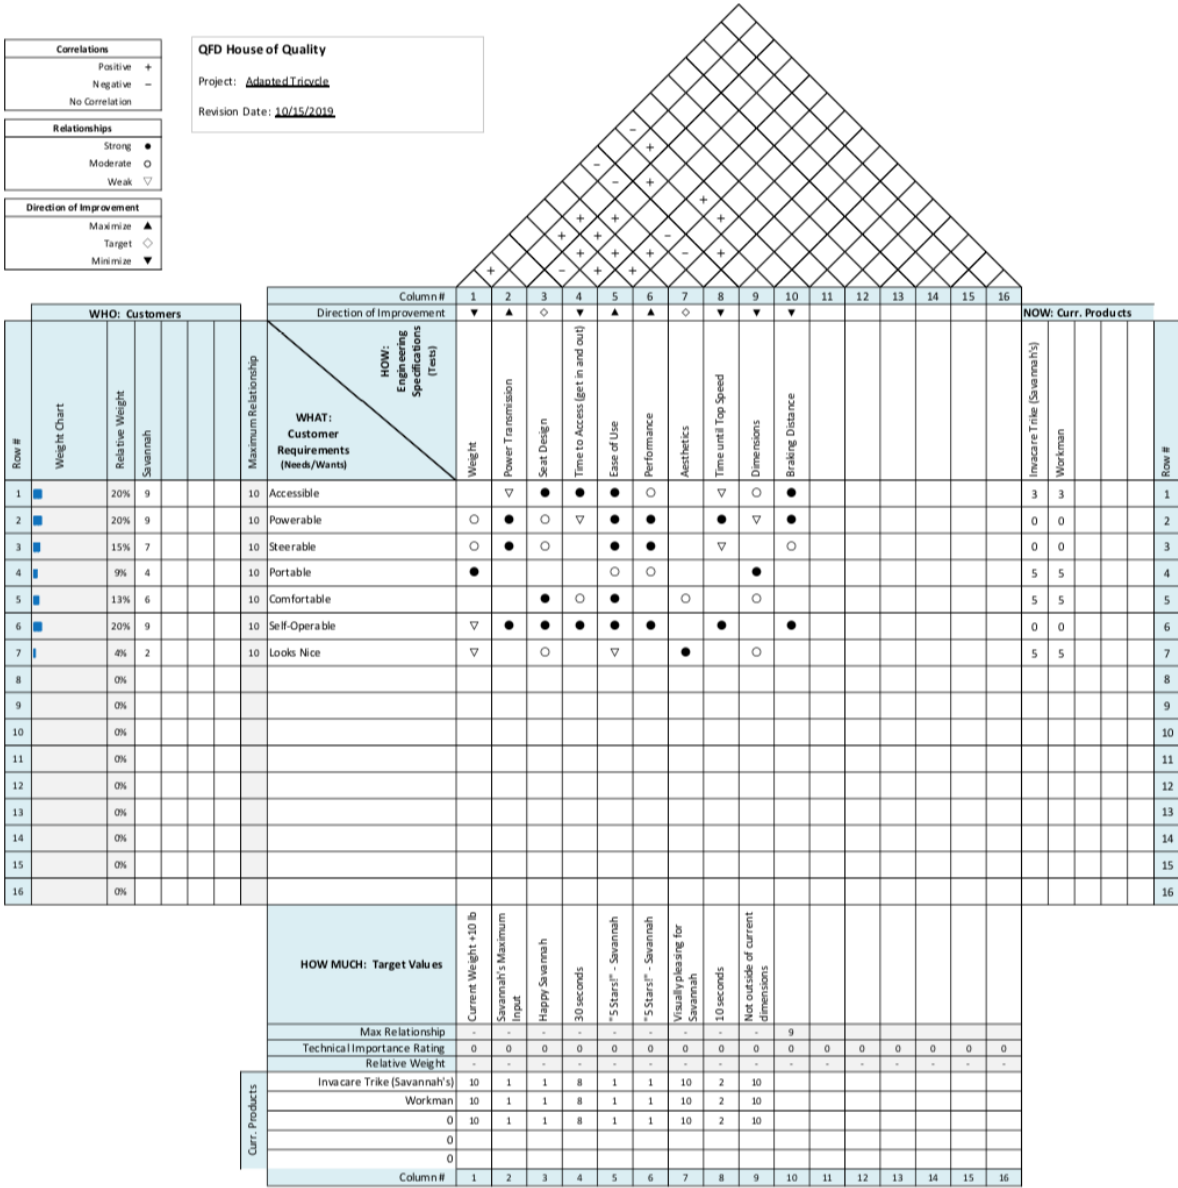 Correlations
Positive +
Negative −
No Correlation
Relationships
Strong ●
Moderate ○
Weak ▽
Direction of Improvement
Maximize ▲
Target ◇
Minimize ▼
QFD House of Quality
Project: Adapted Tricycle
Revision Date: 10/15/2019
−
+
−
− +
+
+ + +
+ + −
+ + + − +
+ − + +
Column # 1 2 3 4 5 6 7 8 9 10 11 12 13 14 15 16
WHO: Customers
Direction of Improvement ▼ ▲ ◇ ▼ ▲ ▲ ◇ ▼ ▼ ▼
NOW: Curr. Products
Row #
Weight Chart
Relative Weight
Savannah
Maximum Relationship
HOW:
Engineering
Specifications
(Tests)
WHAT:
Customer
Requirements
(Needs/Wants)
Weight
Power Transmission
Seat Design
Time to Access (get in and out)
Ease of Use
Performance
Aesthetics
Time until Top Speed
Dimensions
Braking Distance
Invacare Trike (Savannah's)
Workman
Row #
1 20% 9 10 Accessible ▽ ● ● ● ○ ▽ ○ ● 3 3 1
2 20% 9 10 Powerable ○ ● ○ ▽ ● ● ● ▽ ● 0 0 2
3 15% 7 10 Steerable ○ ● ○ ● ● ▽ ○ 0 0 3
4 9% 4 10 Portable ● ○ ○ ● 5 5 4
5 13% 6 10 Comfortable ● ○ ● ○ ○ 5 5 5
6 20% 9 10 Self-Operable ▽ ● ● ● ● ● ● ● 0 0 6
7 4% 2 10 Looks Nice ▽ ○ ▽ ● ○ 5 5 7
8 0% 8
9 0% 9
10 0% 10
11 0% 11
12 0% 12
13 0% 13
14 0% 14
15 0% 15
16 0% 16
HOW MUCH: Target Values
Current Weight +10 lb
Savannah's Maximum
Input
Happy Savannah
30 seconds
"5 Stars!" - Savannah
"5 Stars!" - Savannah
Visually pleasing for
Savannah
10 seconds
Not outside of current
dimensions
Max Relationship - - - - - - - - - 9
Technical Importance Rating 0 0 0 0 0 0 0 0 0 0 0 0 0 0 0 0
Relative Weight - - - - - - - - - - - - - - - -
Curr. Products
Invacare Trike (Savannah's) 10 1 1 8 1 1 10 2 10
Workman 10 1 1 8 1 1 10 2 10
0 10 1 1 8 1 1 10 2 10
0
0
Column # 1 2 3 4 5 6 7 8 9 10 11 12 13 14 15 16